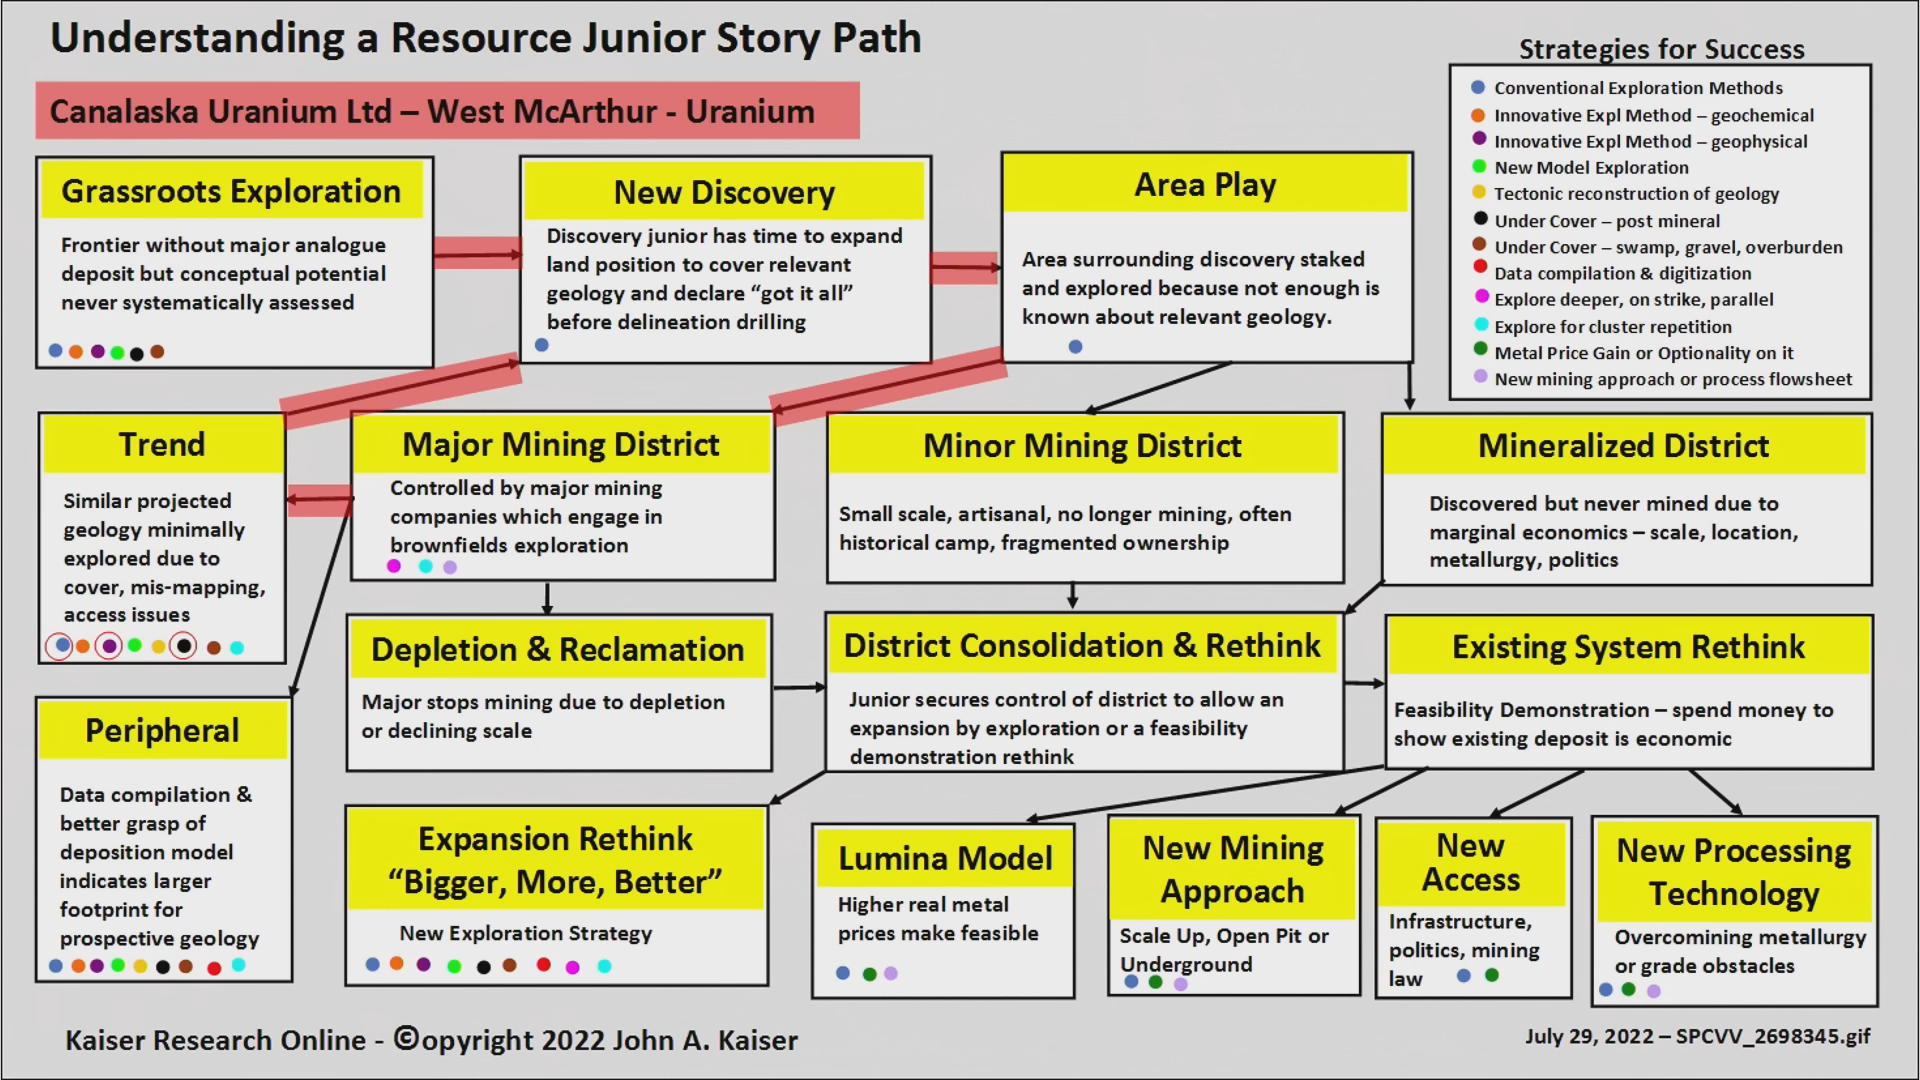 Understanding a Resource Junior Story Path
Canalaska Uranium Ltd – West McArthur - Uranium
Strategies for Success
Conventional Exploration Methods
Innovative Expl Method – geochemical
Innovative Expl Method – geophysical
New Model Exploration
Tectonic reconstruction of geology
Under Cover – post mineral
Under Cover – swamp, gravel, overburden
Data compilation & digitization
Explore deeper, on strike, parallel
Explore for cluster repetition
Metal Price Gain or Optionality on it
New mining approach or process flowsheet
Grassroots Exploration
Frontier without major analogue
deposit but conceptual potential
never systematically assessed
New Discovery
Discovery junior has time to expand
land position to cover relevant
geology and declare “got it all”
before delineation drilling
Area Play
Area surrounding discovery staked
and explored because not enough is
known about relevant geology.
Trend
Similar projected
geology minimally
explored due to
cover, mis-mapping,
access issues
Major Mining District
Controlled by major mining
companies which engage in
brownfields exploration
Minor Mining District
Small scale, artisanal, no longer mining, often
historical camp, fragmented ownership
Mineralized District
Discovered but never mined due to
marginal economics – scale, location,
metallurgy, politics
Depletion & Reclamation
Major stops mining due to depletion
or declining scale
District Consolidation & Rethink
Junior secures control of district to allow an
expansion by exploration or a feasibility
demonstration rethink
Existing System Rethink
Feasibility Demonstration – spend money to
show existing deposit is economic
Peripheral
Data compilation &
better grasp of
deposition model
indicates larger
footprint for
prospective geology
Expansion Rethink
“Bigger, More, Better”
New Exploration Strategy
Lumina Model
Higher real metal
prices make feasible
New Mining
Approach
Scale Up, Open Pit or
Underground
New
Access
Infrastructure,
politics, mining
law
New Processing
Technology
Overcomining metallurgy
or grade obstacles
Kaiser Research Online - ©opyright 2022 John A. Kaiser
July 29, 2022 – SPCVV_2698345.gif